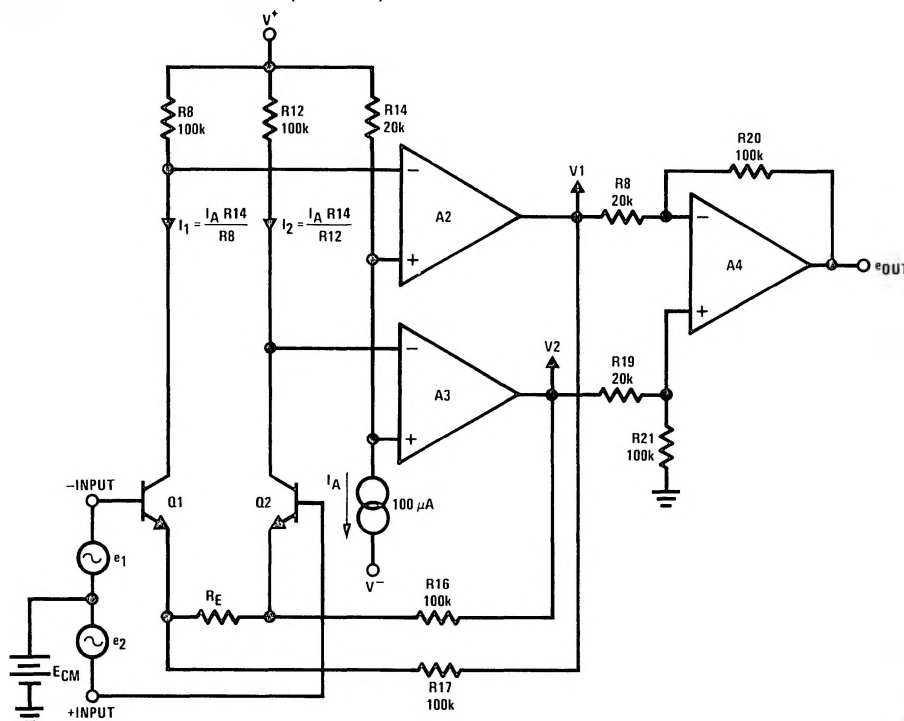 V+
R8
100k
R12
100k
R14
20k
I1 = IA R14 / R8
I2 = IA R14 / R12
−
A2
+
V1
R8
20k
R20
100k
−
A4
+
eOUT
−
A3
+
V2
R19
20k
R21
100k
IA
100 μA
V−
−INPUT
Q1
Q2
e1
e2
ECM
+INPUT
RE
R16
100k
R17
100k